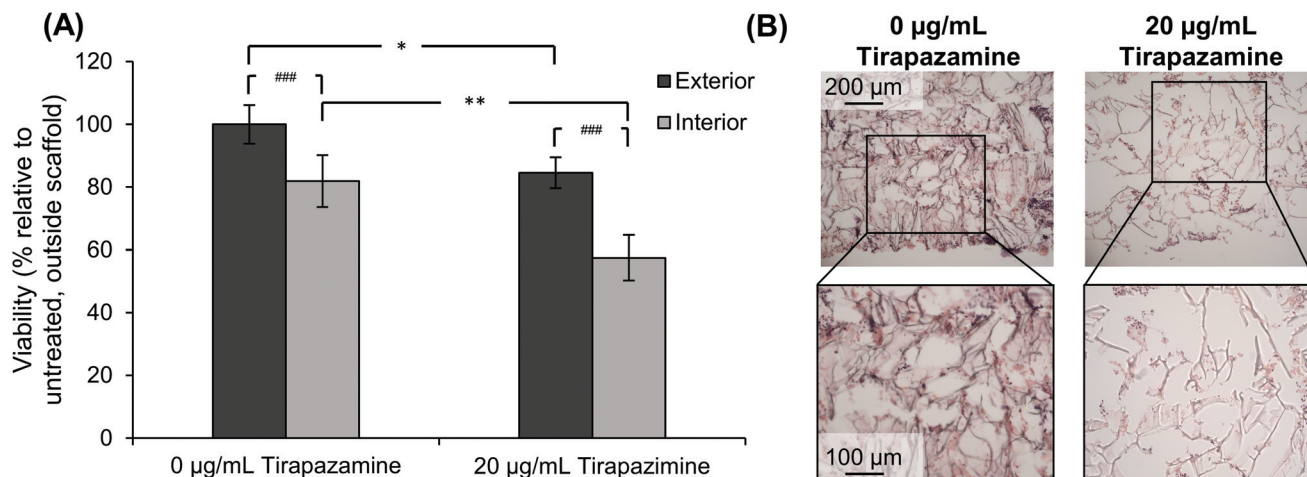 (A)
Viability (% relative to
untreated, outside scaffold)
120
100
80
60
40
20
0
*
###
**
###
Exterior
Interior
0 µg/mL Tirapazamine
20 µg/mL Tirapazimine
(B)
0 µg/mL
Tirapazamine
20 µg/mL
Tirapazamine
200 µm
100 µm